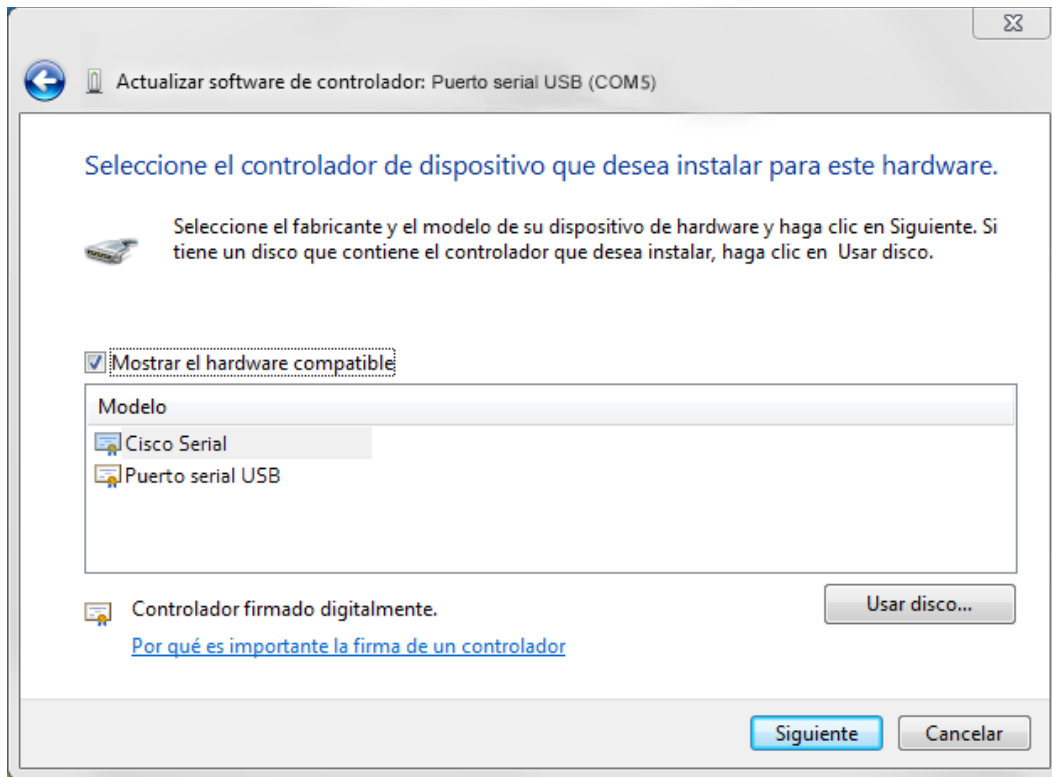 Actualizar software de controlador: Puerto serial USB (COM5)
Seleccione el controlador de dispositivo que desea instalar para este hardware.
Seleccione el fabricante y el modelo de su dispositivo de hardware y haga clic en Siguiente. Si
tiene un disco que contiene el controlador que desea instalar, haga clic en Usar disco.
Mostrar el hardware compatible
Modelo
Cisco Serial
Puerto serial USB
Controlador firmado digitalmente.
Usar disco...
Por qué es importante la firma de un controlador
Siguiente
Cancelar